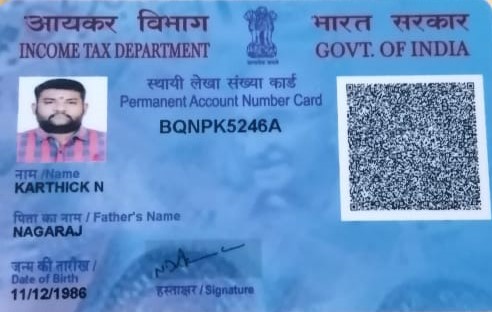 आयकर विभाग
INCOME TAX DEPARTMENT
भारत सरकार
GOVT. OF INDIA
स्थायी लेखा संख्या कार्ड
Permanent Account Number Card
BQNPK5246A
नाम /Name
KARTHICK N
पिता का नाम / Father's Name
NAGARAJ
जन्म की तारीख /
Date of Birth
11/12/1986
हस्ताक्षर / Signature